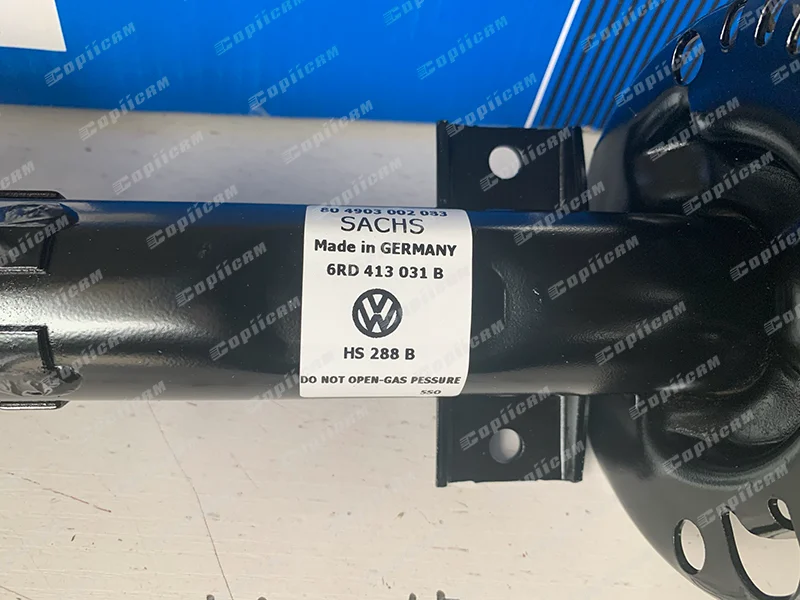 80 4903 002 083
SACHS
Made in GERMANY
6RD 413 031 B
HS 288 B
DO NOT OPEN-GAS PESSURE
SSO
Copiicam